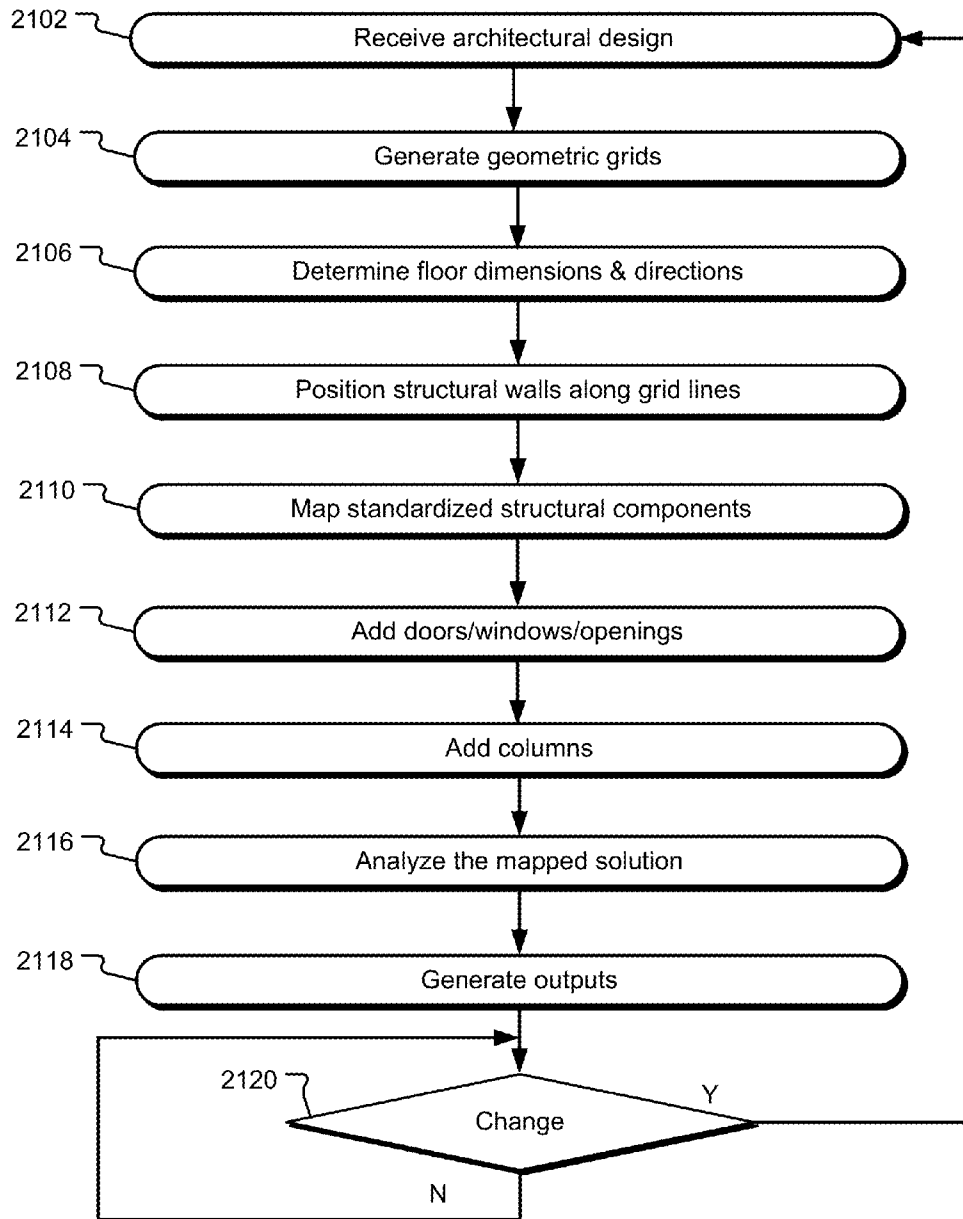 2102
Receive architectural design
2104
Generate geometric grids
2106
Determine floor dimensions & directions
2108
Position structural walls along grid lines
2110
Map standardized structural components
2112
Add doors/windows/openings
2114
Add columns
2116
Analyze the mapped solution
2118
Generate outputs
2120
Change
Y
N